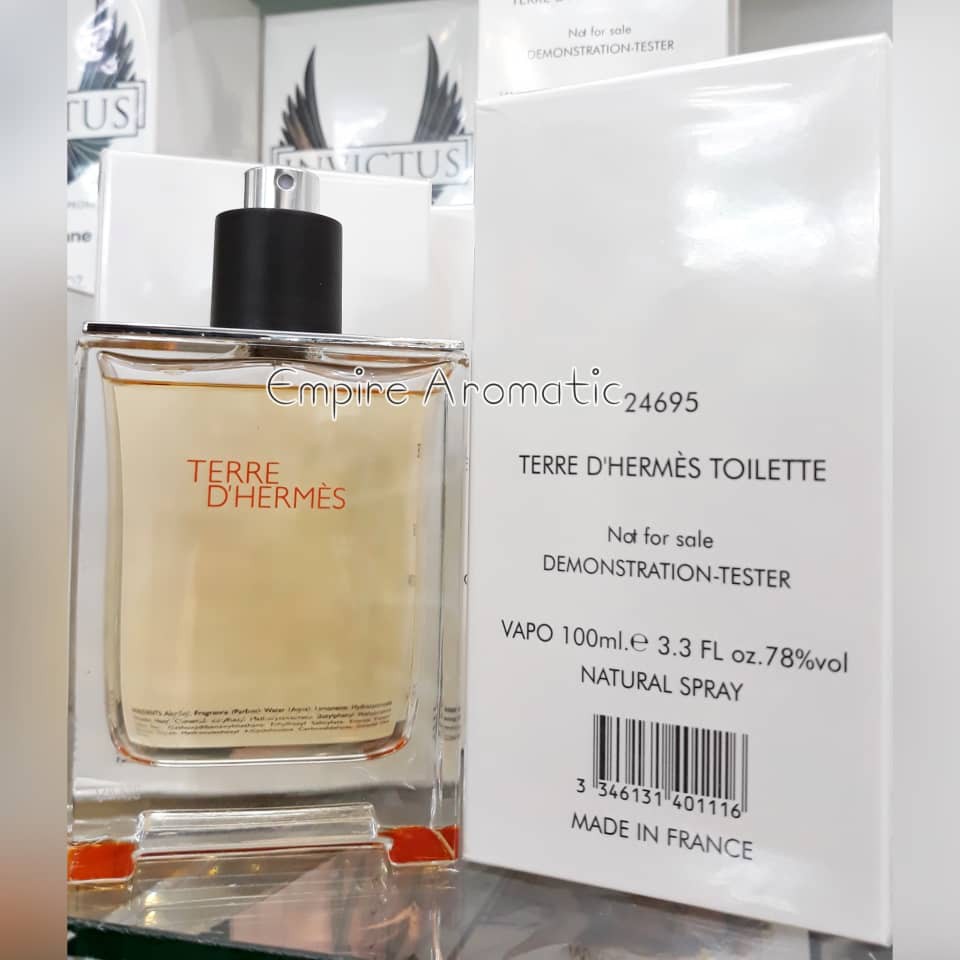 Not for sale
DEMONSTRATION-TESTER
INVICTUS
Empire Aromatic
TERRE
D'HERMÈS
24695
TERRE D'HERMÈS TOILETTE
Not for sale
DEMONSTRATION-TESTER
VAPO 100ml.e 3.3 FL oz.78%vol
NATURAL SPRAY
3 346131 401116
MADE IN FRANCE